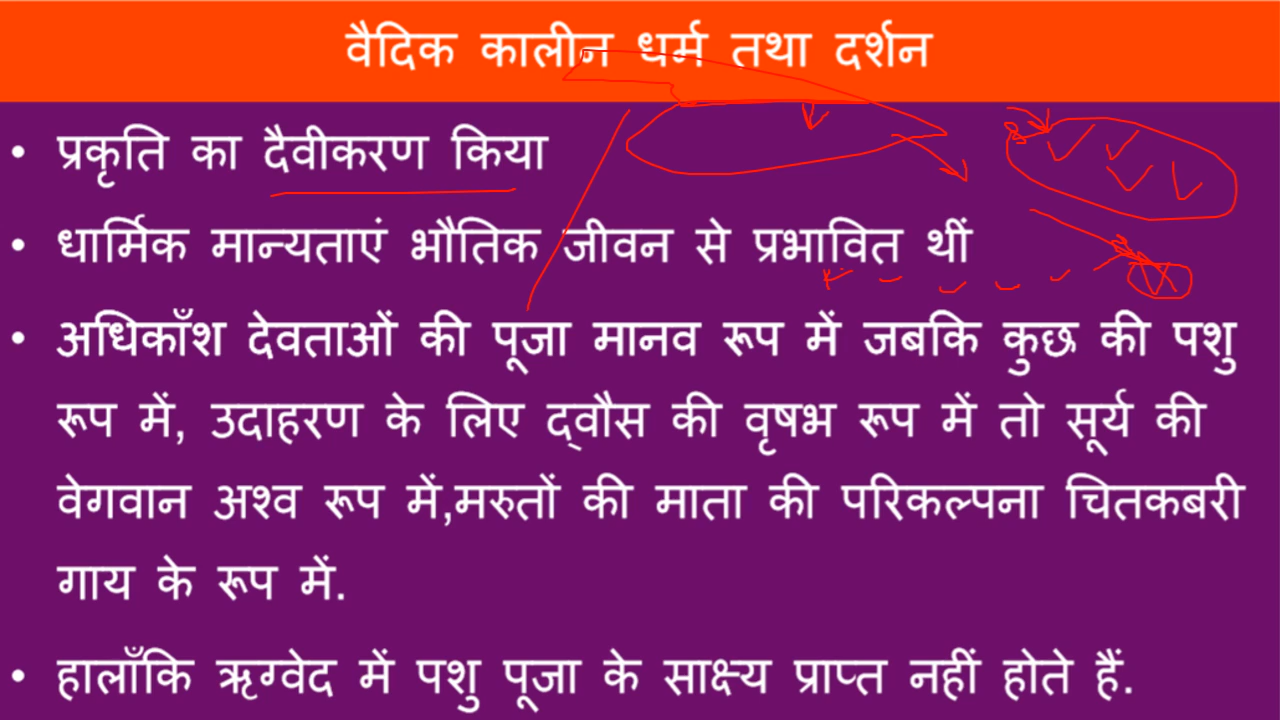 वैदिक कालीन धर्म तथा दर्शन
• प्रकृति का दैवीकरण किया
• धार्मिक मान्यताएं भौतिक जीवन से प्रभावित थीं
• अधिकाँश देवताओं की पूजा मानव रूप में जबकि कुछ की पशु
रूप में, उदाहरण के लिए द्वौस की वृषभ रूप में तो सूर्य की
वेगवान अश्व रूप में,मरुतों की माता की परिकल्पना चितकबरी
गाय के रूप में.
• हालाँकि ऋग्वेद में पशु पूजा के साक्ष्य प्राप्त नहीं होते हैं.